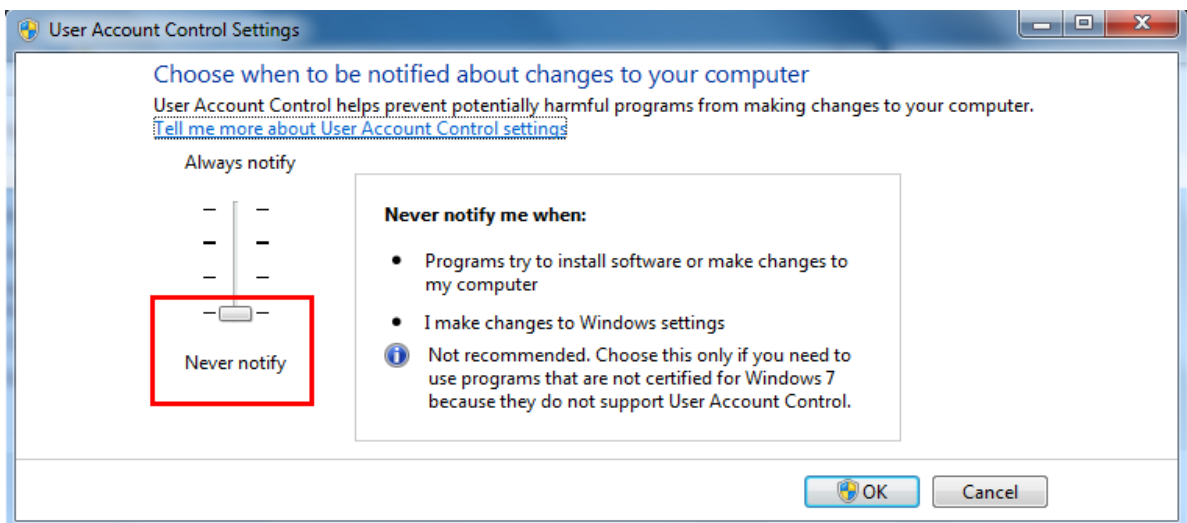 User Account Control Settings
Choose when to be notified about changes to your computer
User Account Control helps prevent potentially harmful programs from making changes to your computer.
Tell me more about User Account Control settings
Always notify
Never notify
Never notify me when:
• Programs try to install software or make changes to
my computer
• I make changes to Windows settings
Not recommended. Choose this only if you need to
use programs that are not certified for Windows 7
because they do not support User Account Control.
OK
Cancel